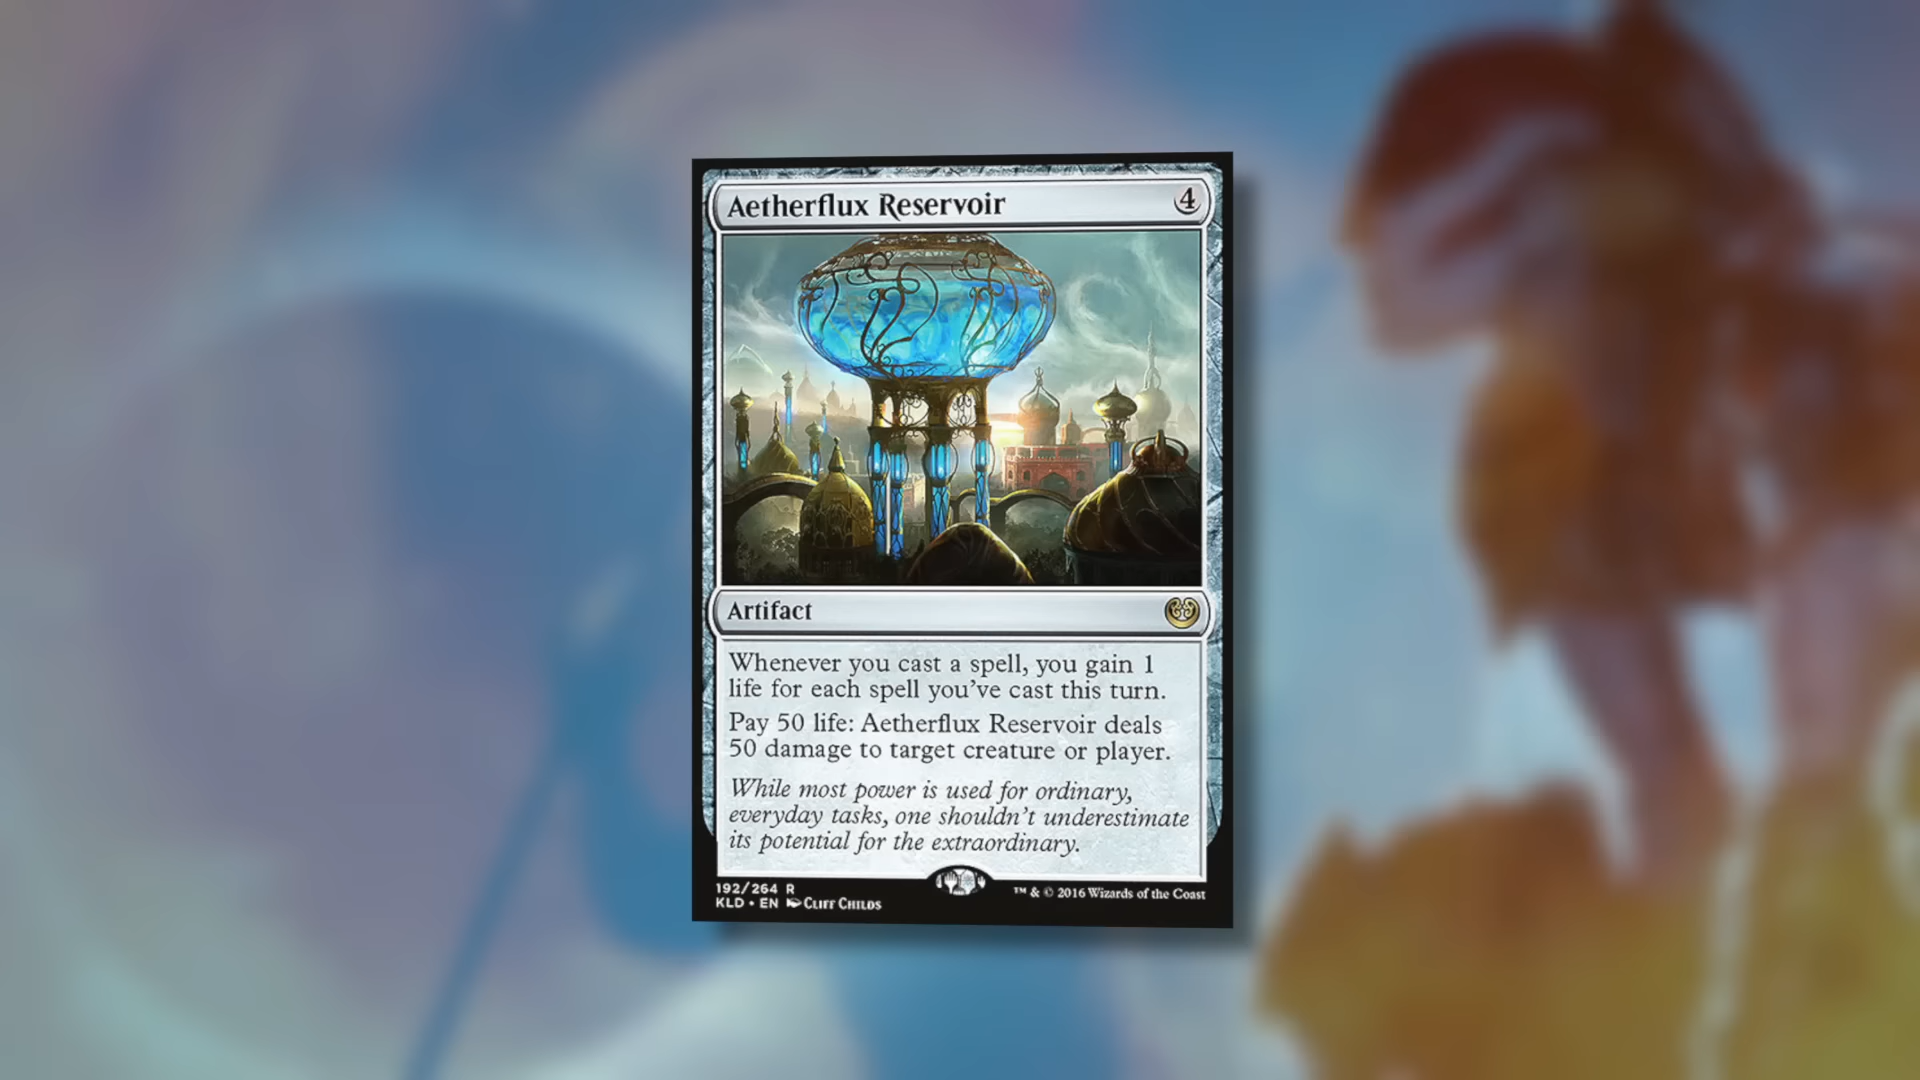 Aetherflux Reservoir
4
Artifact
Whenever you cast a spell, you gain 1
life for each spell you've cast this turn.
Pay 50 life: Aetherflux Reservoir deals
50 damage to target creature or player.
While most power is used for ordinary,
everyday tasks, one shouldn't underestimate
its potential for the extraordinary.
192/264 R
KLD • EN Cliff Childs
™ & © 2016 Wizards of the Coast